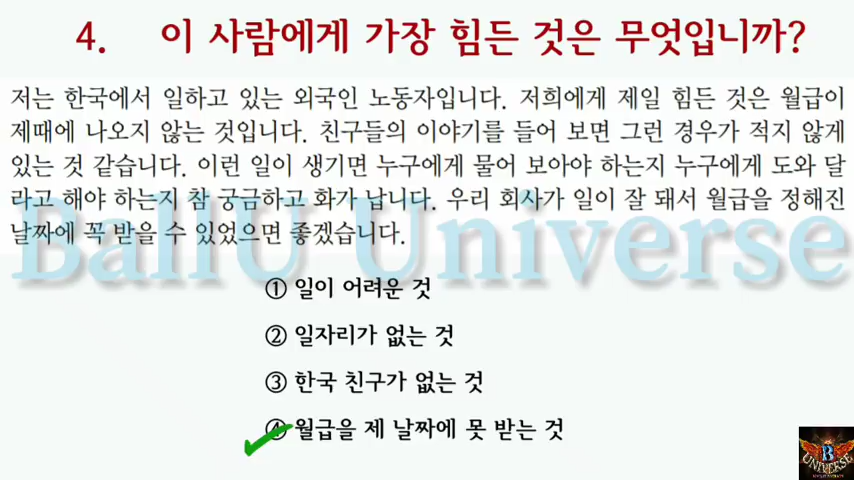 4. 이 사람에게 가장 힘든 것은 무엇입니까?
저는 한국에서 일하고 있는 외국인 노동자입니다. 저희에게 제일 힘든 것은 월급이
제때에 나오지 않는 것입니다. 친구들의 이야기를 들어 보면 그런 경우가 적지 않게
있는 것 같습니다. 이런 일이 생기면 누구에게 물어 보아야 하는지 누구에게 도와 달
라고 해야 하는지 참 궁금하고 화가 납니다. 우리 회사가 일이 잘 돼서 월급을 정해진
날짜에 꼭 받을 수 있었으면 좋겠습니다.
BallU Universe
① 일이 어려운 것
② 일자리가 없는 것
③ 한국 친구가 없는 것
④ 월급을 제 날짜에 못 받는 것
B
UNIVERSE